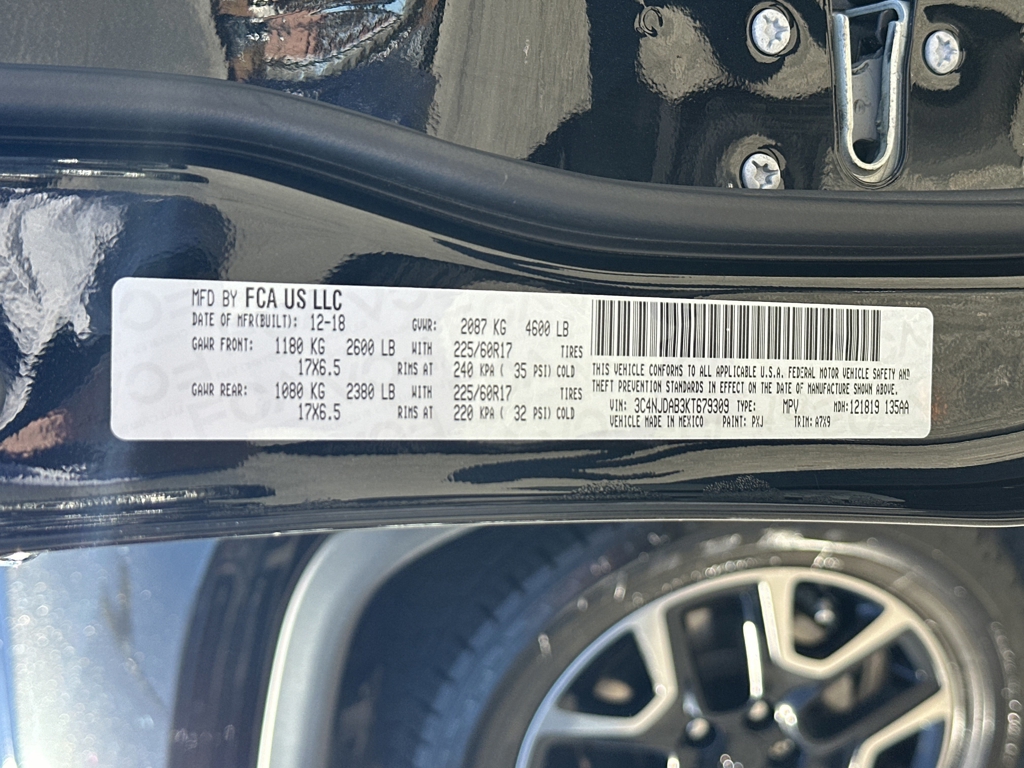 MFD BY FCA US LLC
DATE OF MFR(BUILT): 12-18 GVWR: 2087 KG 4600 LB
GAWR FRONT: 1180 KG 2600 LB WITH 225/60R17 TIRES
17X6.5 RIMS AT 240 KPA ( 35 PSI) COLD
GAWR REAR: 1080 KG 2380 LB WITH 225/60R17 TIRES
17X6.5 RIMS AT 220 KPA ( 32 PSI) COLD
THIS VEHICLE CONFORMS TO ALL APPLICABLE U.S.A. FEDERAL MOTOR VEHICLE SAFETY AND
THEFT PREVENTION STANDARDS IN EFFECT ON THE DATE OF MANUFACTURE SHOWN ABOVE.
VIN: 3C4NJDAB3KT679309 TYPE: MPV MDH:121819 135AA
VEHICLE MADE IN MEXICO PAINT: PXJ TRIM: A7X9